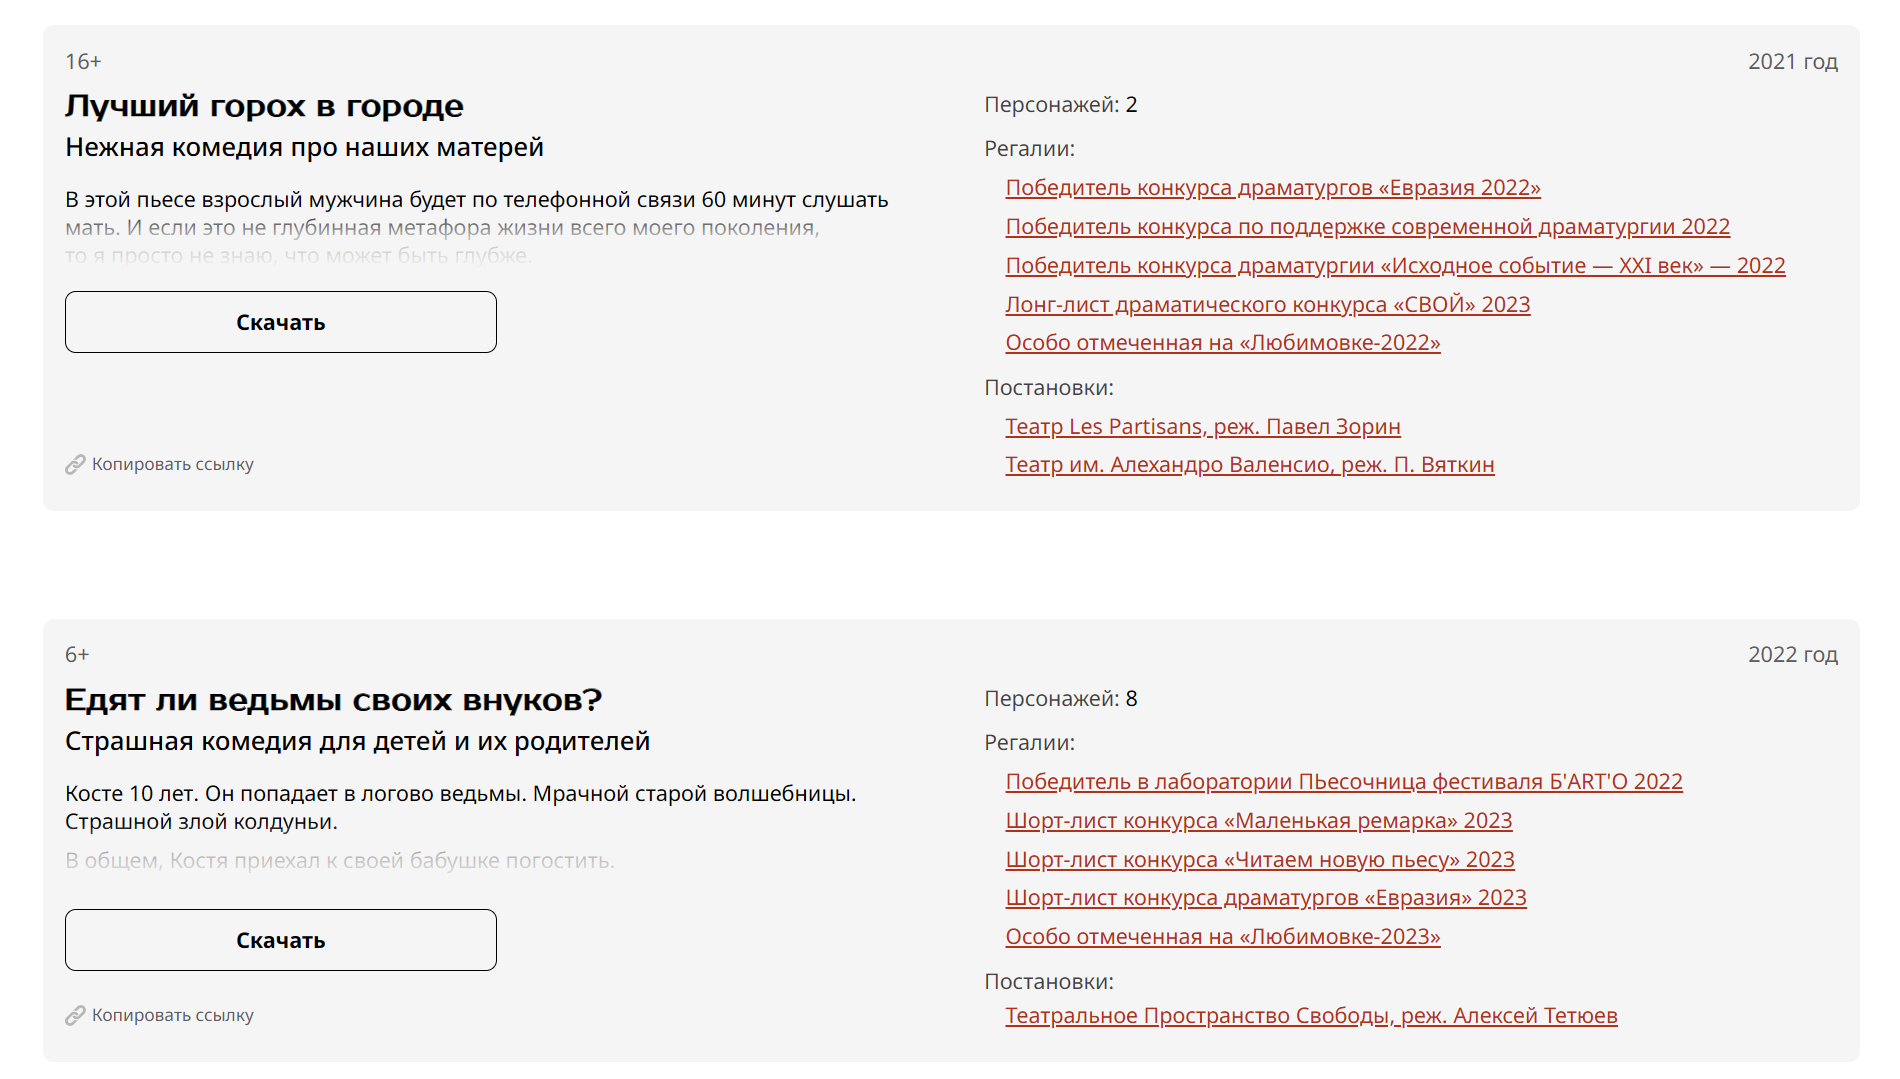 16+
2021 год
Лучший горох в городе
Нежная комедия про наших матерей
В этой пьесе взрослый мужчина будет по телефонной связи 60 минут слушать
мать. И если это не глубинная метафора жизни всего моего поколения,
то я просто не знаю, что может быть глубже.
Скачать
Копировать ссылку
Персонажей: 2
Регалии:
Победитель конкурса драматургов «Евразия 2022»
Победитель конкурса по поддержке современной драматургии 2022
Победитель конкурса драматургии «Исходное событие — XXI век» — 2022
Лонг-лист драматического конкурса «СВОЙ» 2023
Особо отмеченная на «Любимовке-2022»
Постановки:
Театр Les Partisans, реж. Павел Зорин
Театр им. Алехандро Валенсио, реж. П. Вяткин
6+
2022 год
Едят ли ведьмы своих внуков?
Страшная комедия для детей и их родителей
Косте 10 лет. Он попадает в логово ведьмы. Мрачной старой волшебницы.
Страшной злой колдуньи.
В общем, Костя приехал к своей бабушке погостить.
Скачать
Копировать ссылку
Персонажей: 8
Регалии:
Победитель в лаборатории ПЬесочница фестиваля Б'ART'О 2022
Шорт-лист конкурса «Маленькая ремарка» 2023
Шорт-лист конкурса «Читаем новую пьесу» 2023
Шорт-лист конкурса драматургов «Евразия» 2023
Особо отмеченная на «Любимовке-2023»
Постановки:
Театральное Пространство Свободы, реж. Алексей Тетюев